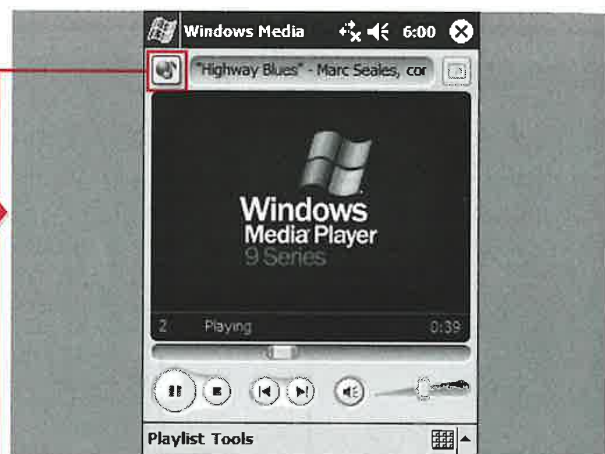 Windows Media 6:00
"Highway Blues" - Marc Seales, cor
Windows
Media Player
9 Series
2 Playing 0:39
Playlist Tools